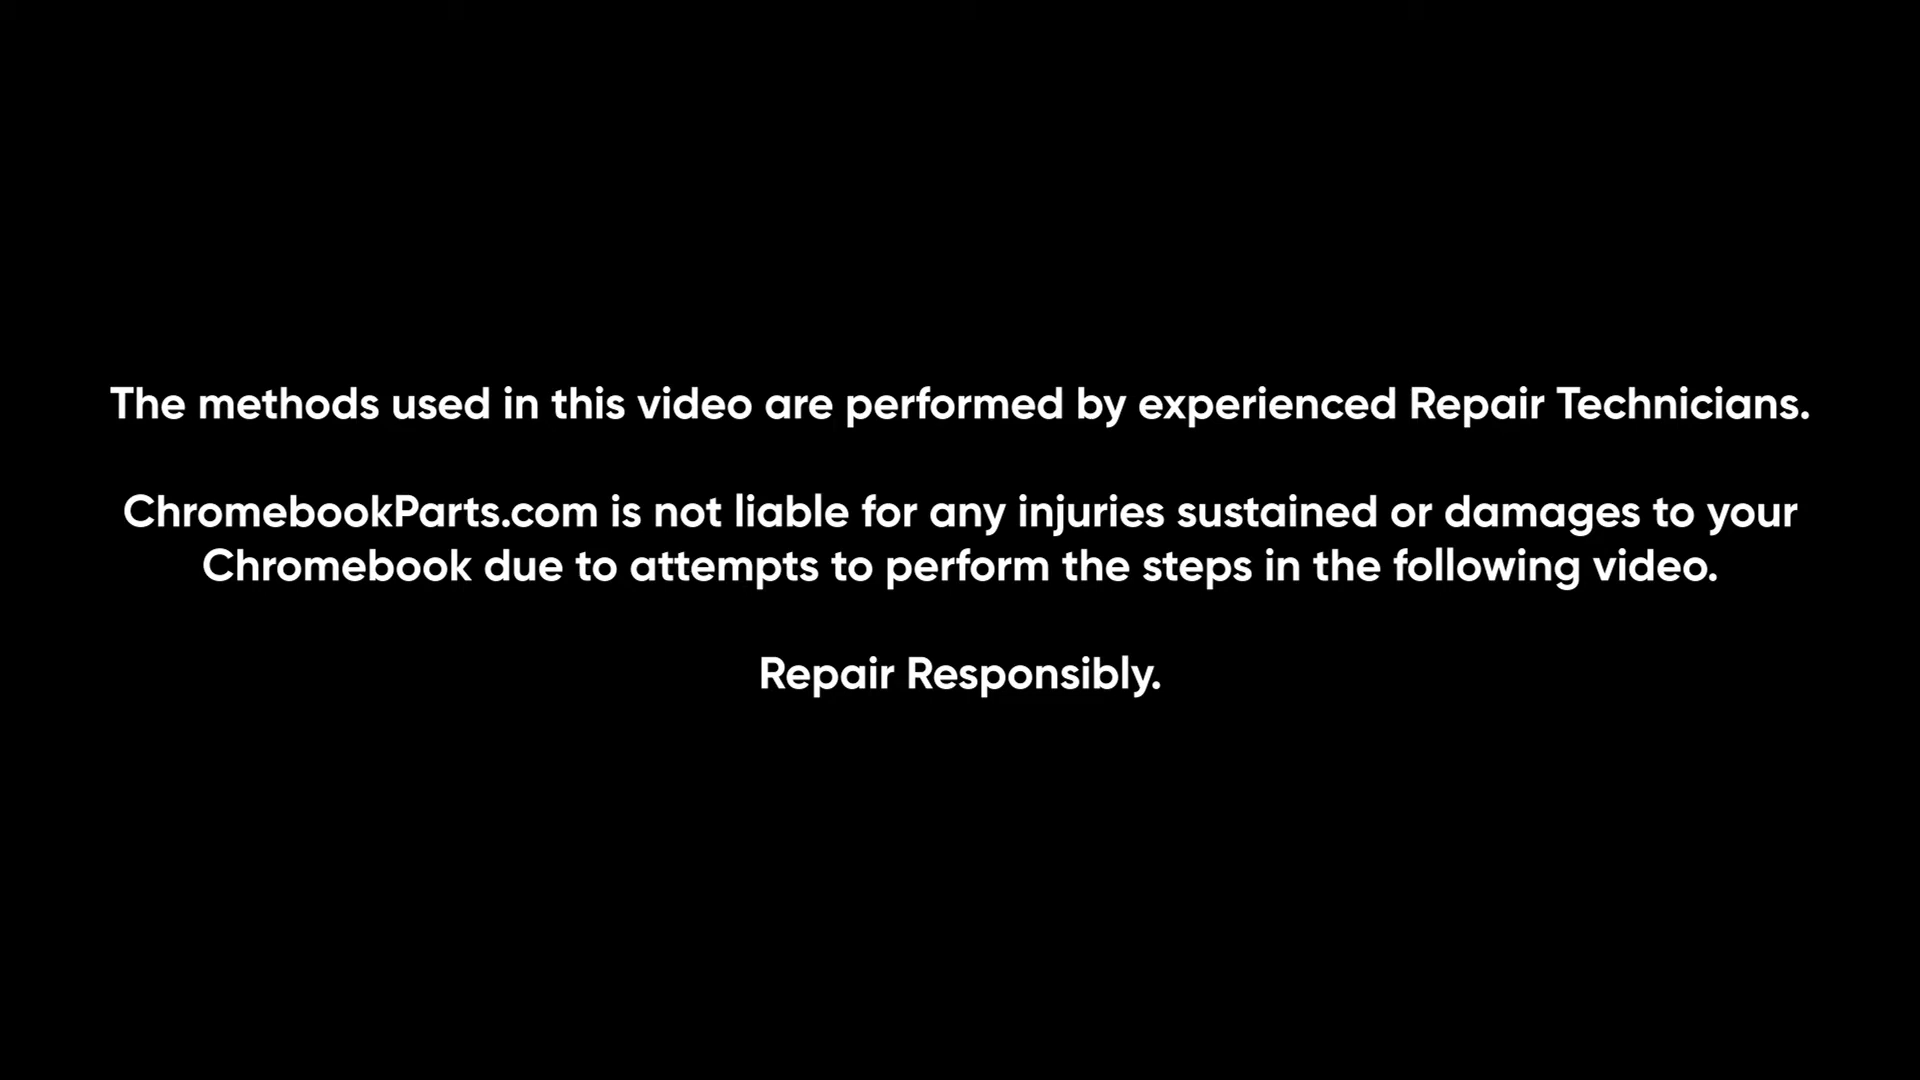 The methods used in this video are performed by experienced Repair Technicians.
ChromebookParts.com is not liable for any injuries sustained or damages to your
Chromebook due to attempts to perform the steps in the following video.
Repair Responsibly.